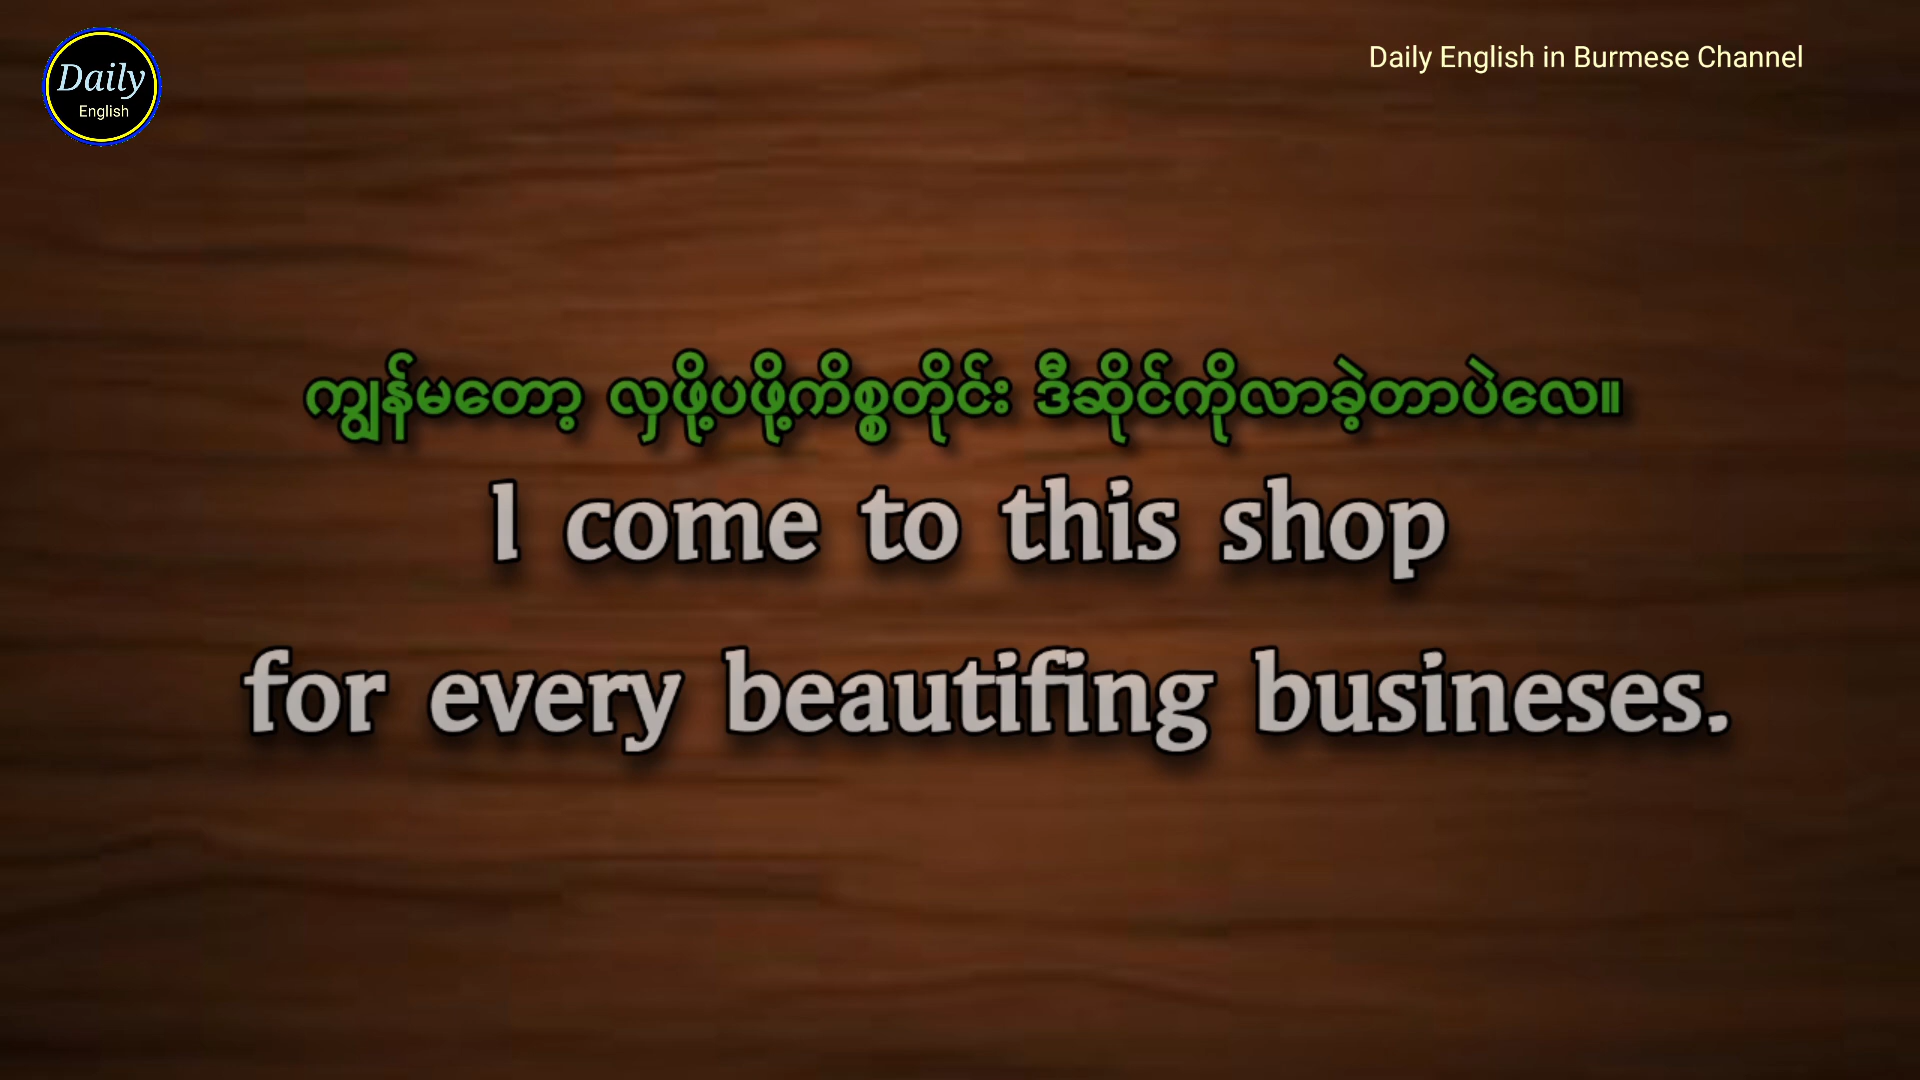 Daily
English
Daily English in Burmese Channel
ကျွန်မတော့ လှဖို့ပဖို့ကိစ္စတိုင်း ဒီဆိုင်ကိုလာခဲ့တာပဲလေ။
I come to this shop
for every beautifing busineses.